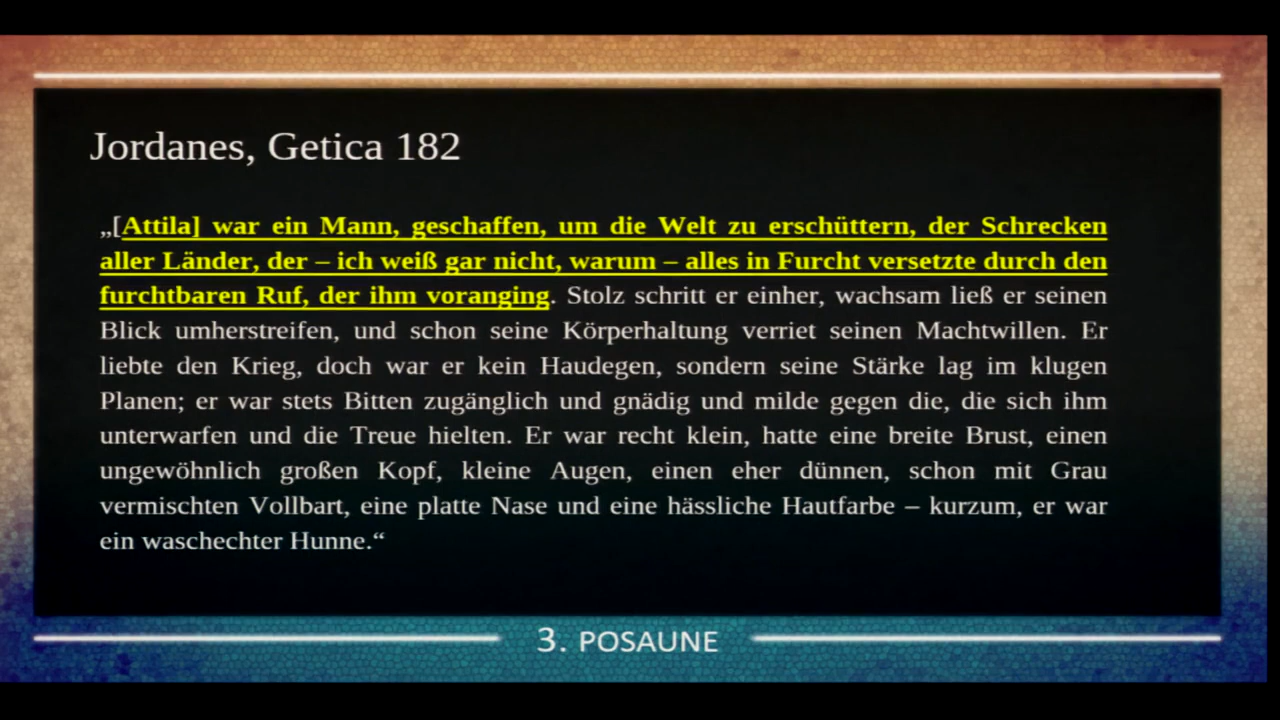 Jordanes, Getica 182
„[Attila] war ein Mann, geschaffen, um die Welt zu erschüttern, der Schrecken
aller Länder, der – ich weiß gar nicht, warum – alles in Furcht versetzte durch den
furchtbaren Ruf, der ihm voranging. Stolz schritt er einher, wachsam ließ er seinen
Blick umherstreifen, und schon seine Körperhaltung verriet seinen Machtwillen. Er
liebte den Krieg, doch war er kein Haudegen, sondern seine Stärke lag im klugen
Planen; er war stets Bitten zugänglich und gnädig und milde gegen die, die sich ihm
unterwarfen und die Treue hielten. Er war recht klein, hatte eine breite Brust, einen
ungewöhnlich großen Kopf, kleine Augen, einen eher dünnen, schon mit Grau
vermischten Vollbart, eine platte Nase und eine hässliche Hautfarbe – kurzum, er war
ein waschechter Hunne.“
3. POSAUNE